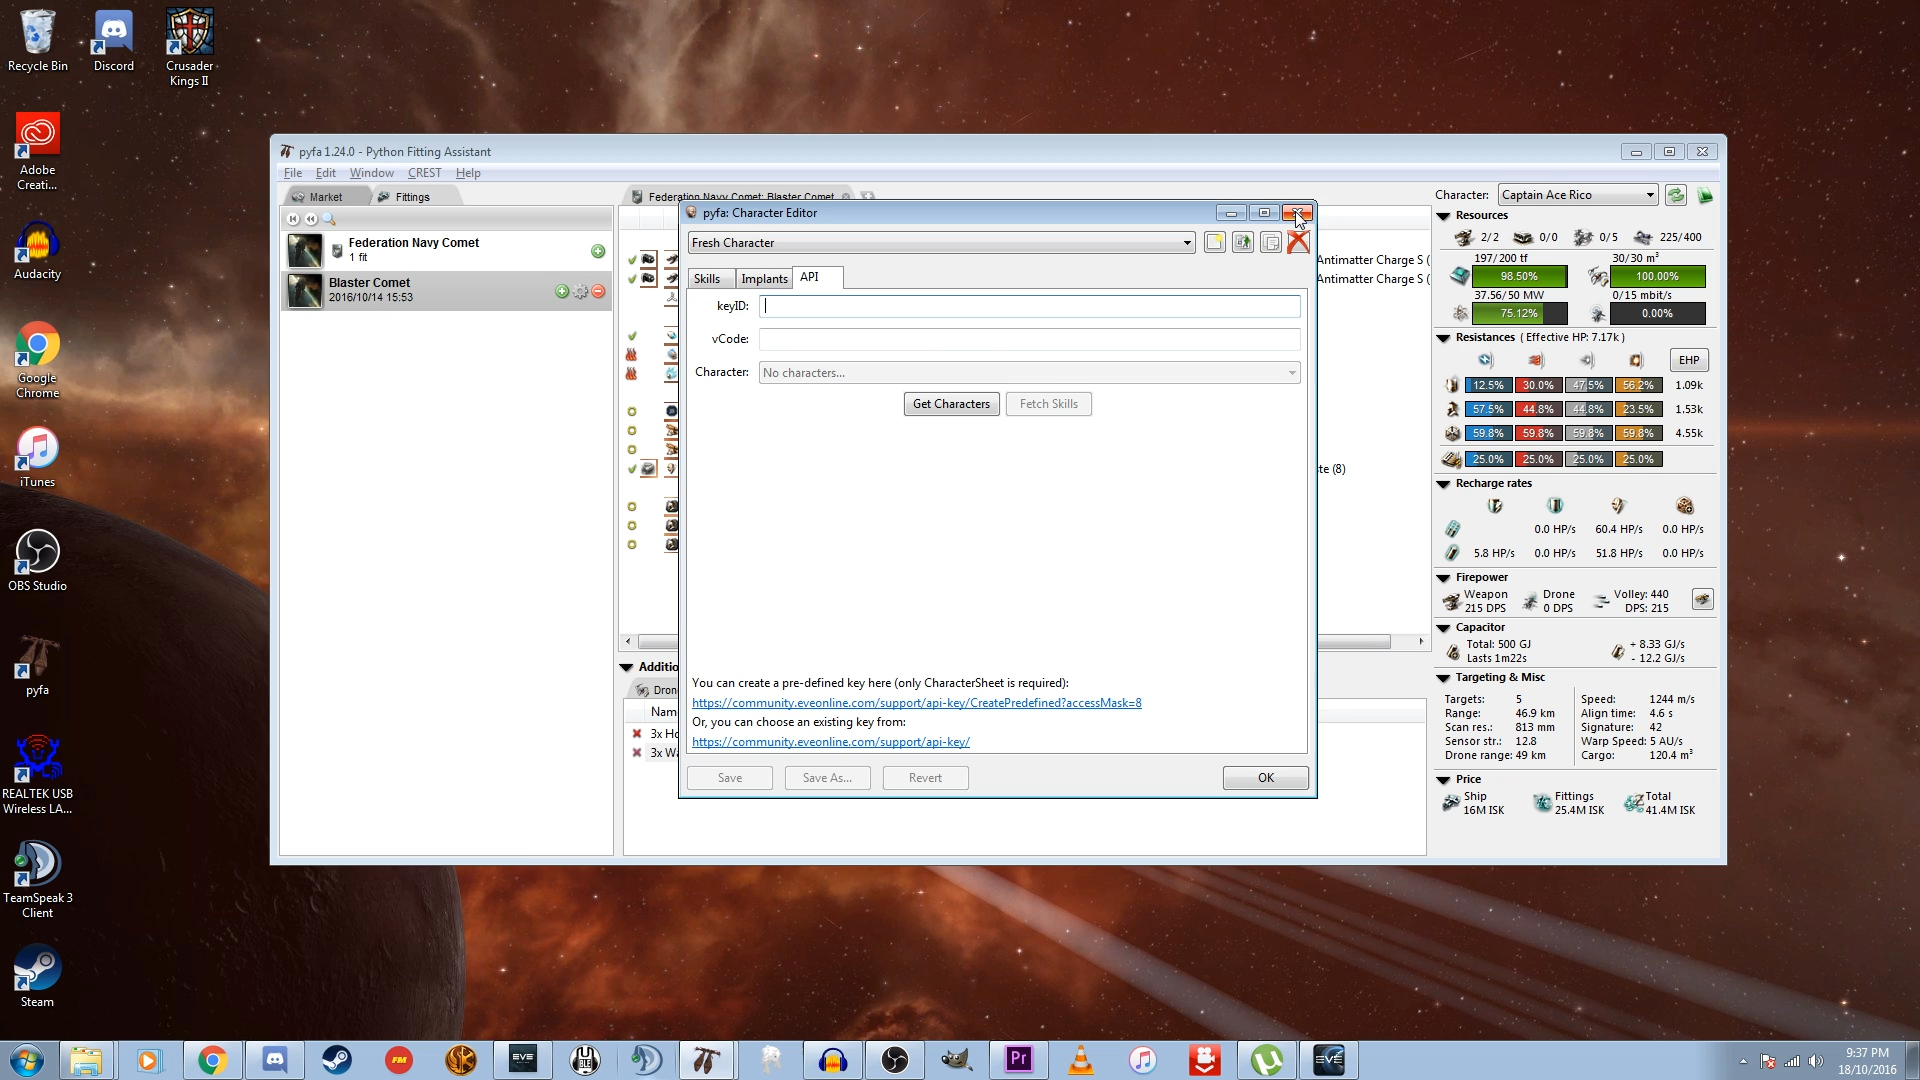 Recycle Bin
Discord
Crusader
Kings II
Adobe
Creati...
Audacity
Google
Chrome
iTunes
OBS Studio
pyfa
REALTEK USB
Wireless LA...
TeamSpeak 3
Client
Steam
pyfa 1.24.0 - Python Fitting Assistant
File Edit Window CREST Help
Market
Fittings
Federation Navy Comet
1 fit
Blaster Comet
2016/10/14 15:53
Federation Navy Comet: Blaster Comet
Antimatter Charge S (
Antimatter Charge S (
te (8)
Additio
Dron
Nam
3x Ho
3x Wa
pyfa: Character Editor
Fresh Character
Skills
Implants
API
keyID:
vCode:
Character:
No characters...
Get Characters
Fetch Skills
You can create a pre-defined key here (only CharacterSheet is required):
https://community.eveonline.com/support/api-key/CreatePredefined?accessMask=8
Or, you can choose an existing key from:
https://community.eveonline.com/support/api-key/
Save
Save As...
Revert
OK
Character:
Captain Ace Rico
Resources
2/2 0/0 0/5 225/400
197/200 tf 30/30 m³
98.50% 100.00%
37.56/50 MW 0/15 mbit/s
75.12% 0.00%
Resistances ( Effective HP: 7.17k )
EHP
12.5% 30.0% 47.5% 56.2% 1.09k
57.5% 44.8% 44.8% 23.5% 1.53k
59.8% 59.8% 59.8% 59.8% 4.55k
25.0% 25.0% 25.0% 25.0%
Recharge rates
0.0 HP/s 60.4 HP/s 0.0 HP/s
5.8 HP/s 0.0 HP/s 51.8 HP/s 0.0 HP/s
Firepower
Weapon
215 DPS
Drone
0 DPS
Volley: 440
DPS: 215
Capacitor
Total: 500 GJ
Lasts 1m22s
+ 8.33 GJ/s
- 12.2 GJ/s
Targeting & Misc
Targets: 5
Range: 46.9 km
Scan res.: 813 mm
Sensor str.: 12.8
Drone range: 49 km
Speed: 1244 m/s
Align time: 4.6 s
Signature: 42
Warp Speed: 5 AU/s
Cargo: 120.4 m³
Price
Ship
16M ISK
Fittings
25.4M ISK
Total
41.4M ISK
FM
EVE
Pr
EVE
9:37 PM
18/10/2016